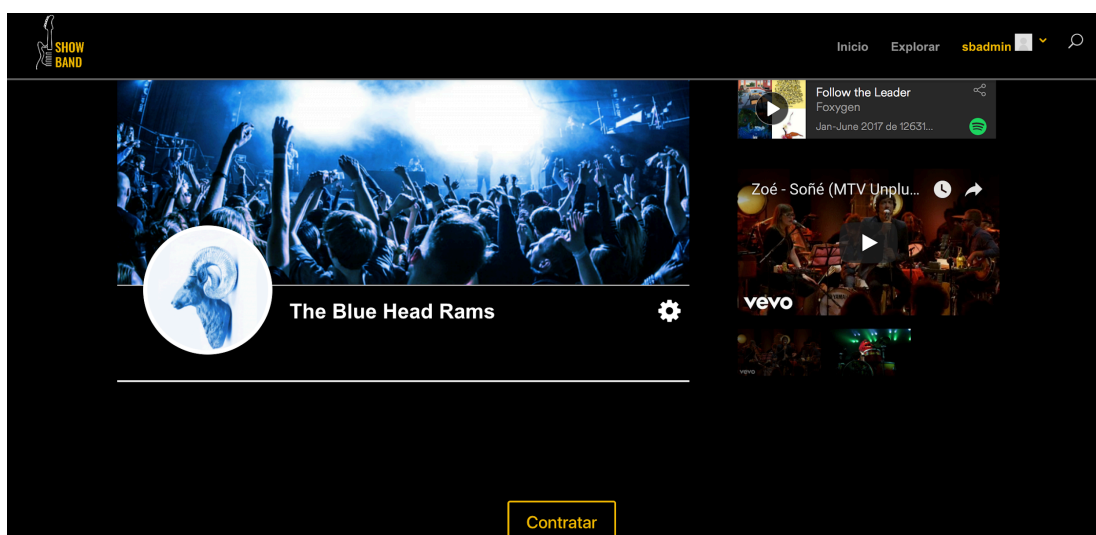 SHOW
BAND
Inicio
Explorar
sbadmin
Follow the Leader
Foxygen
Jan-June 2017 de 12631...
Zoé - Soñé (MTV Unplu...
vevo
vevo
The Blue Head Rams
Contratar